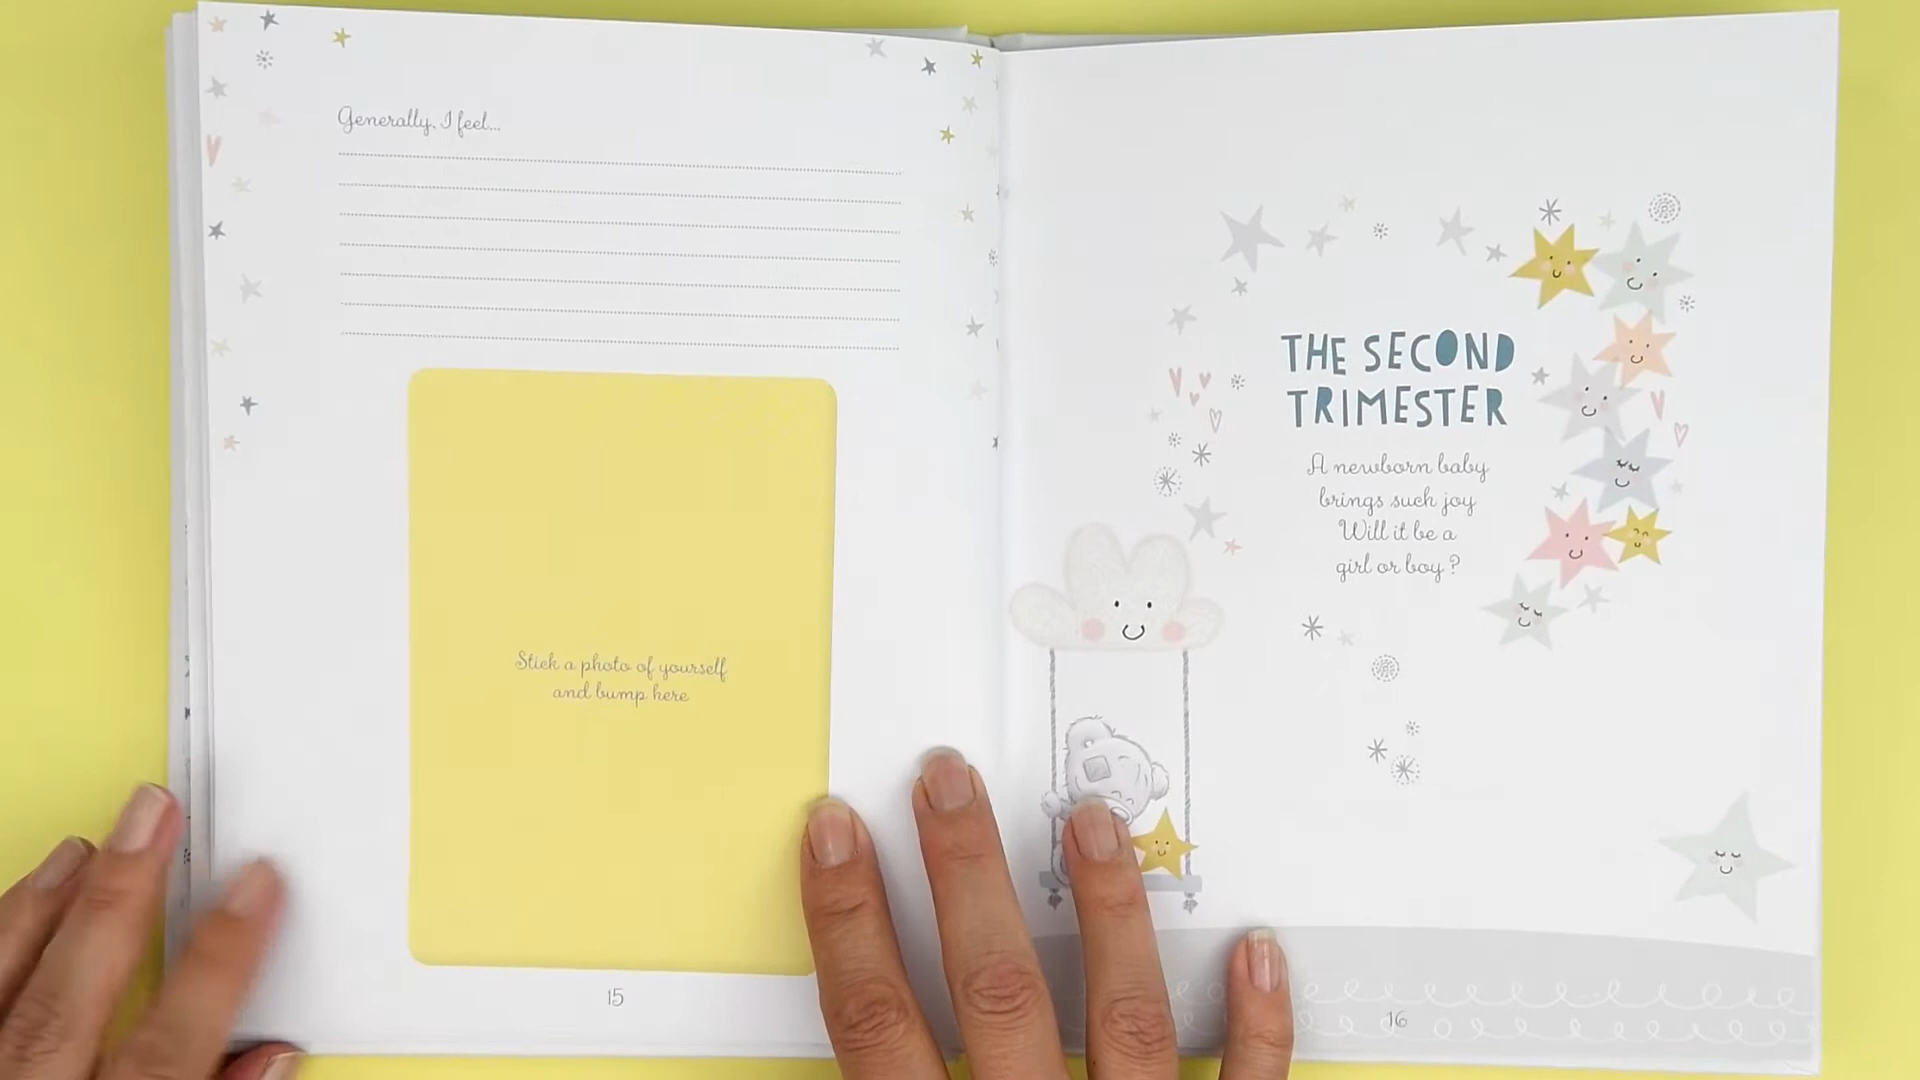 Generally, I feel...
Stick a photo of yourself
and bump here
15
THE SECOND
TRIMESTER
A newborn baby
brings such joy
Will it be a
girl or boy?
16